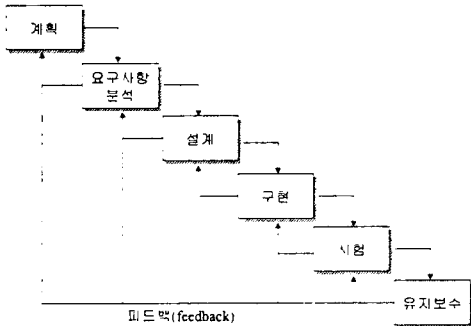 계획
요구사항
분석
설계
구현
시험
유지보수
피드백(feedback)